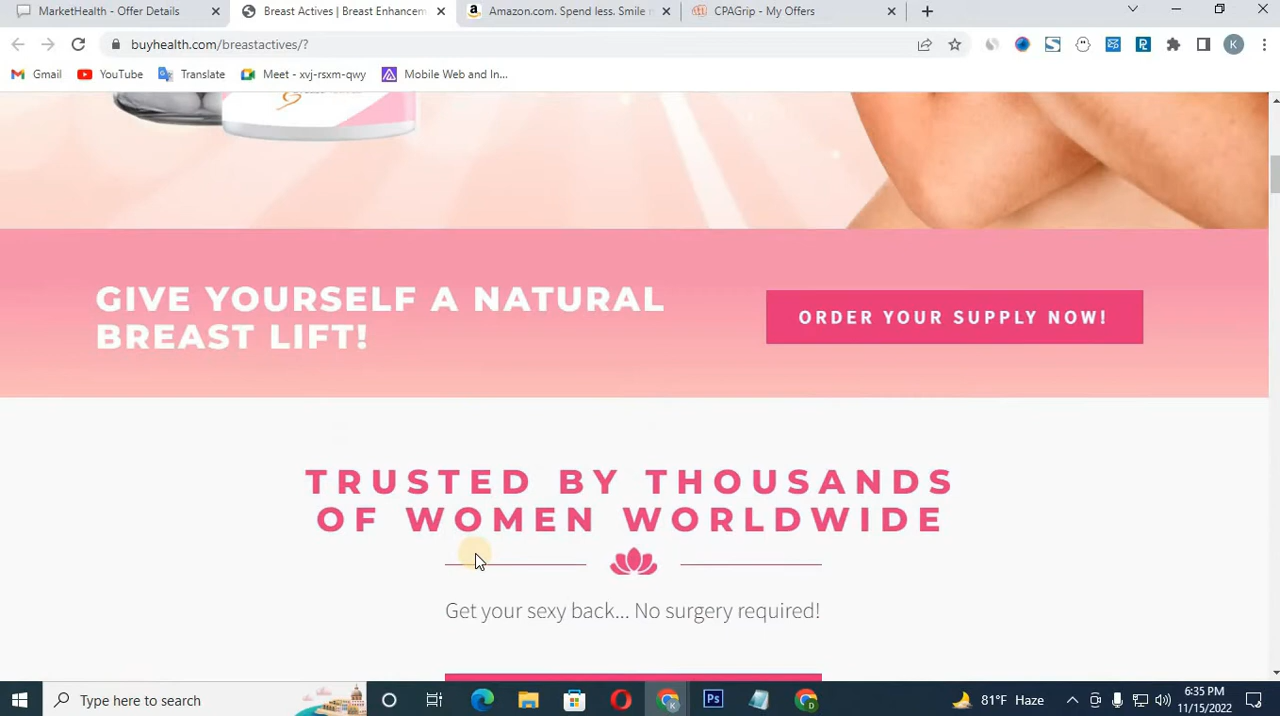 MarketHealth - Offer Details
Breast Actives | Breast Enhancem
Amazon.com. Spend less. Smile m
CPAGrip - My Offers
buyhealth.com/breastactives/?
K
Gmail
YouTube
Translate
Meet - xvj-rsxm-qwy
Mobile Web and In...
GIVE YOURSELF A NATURAL
BREAST LIFT!
ORDER YOUR SUPPLY NOW!
TRUSTED BY THOUSANDS
OF WOMEN WORLDWIDE
Get your sexy back... No surgery required!
Type here to search
81°F Haze
6:35 PM
11/15/2022